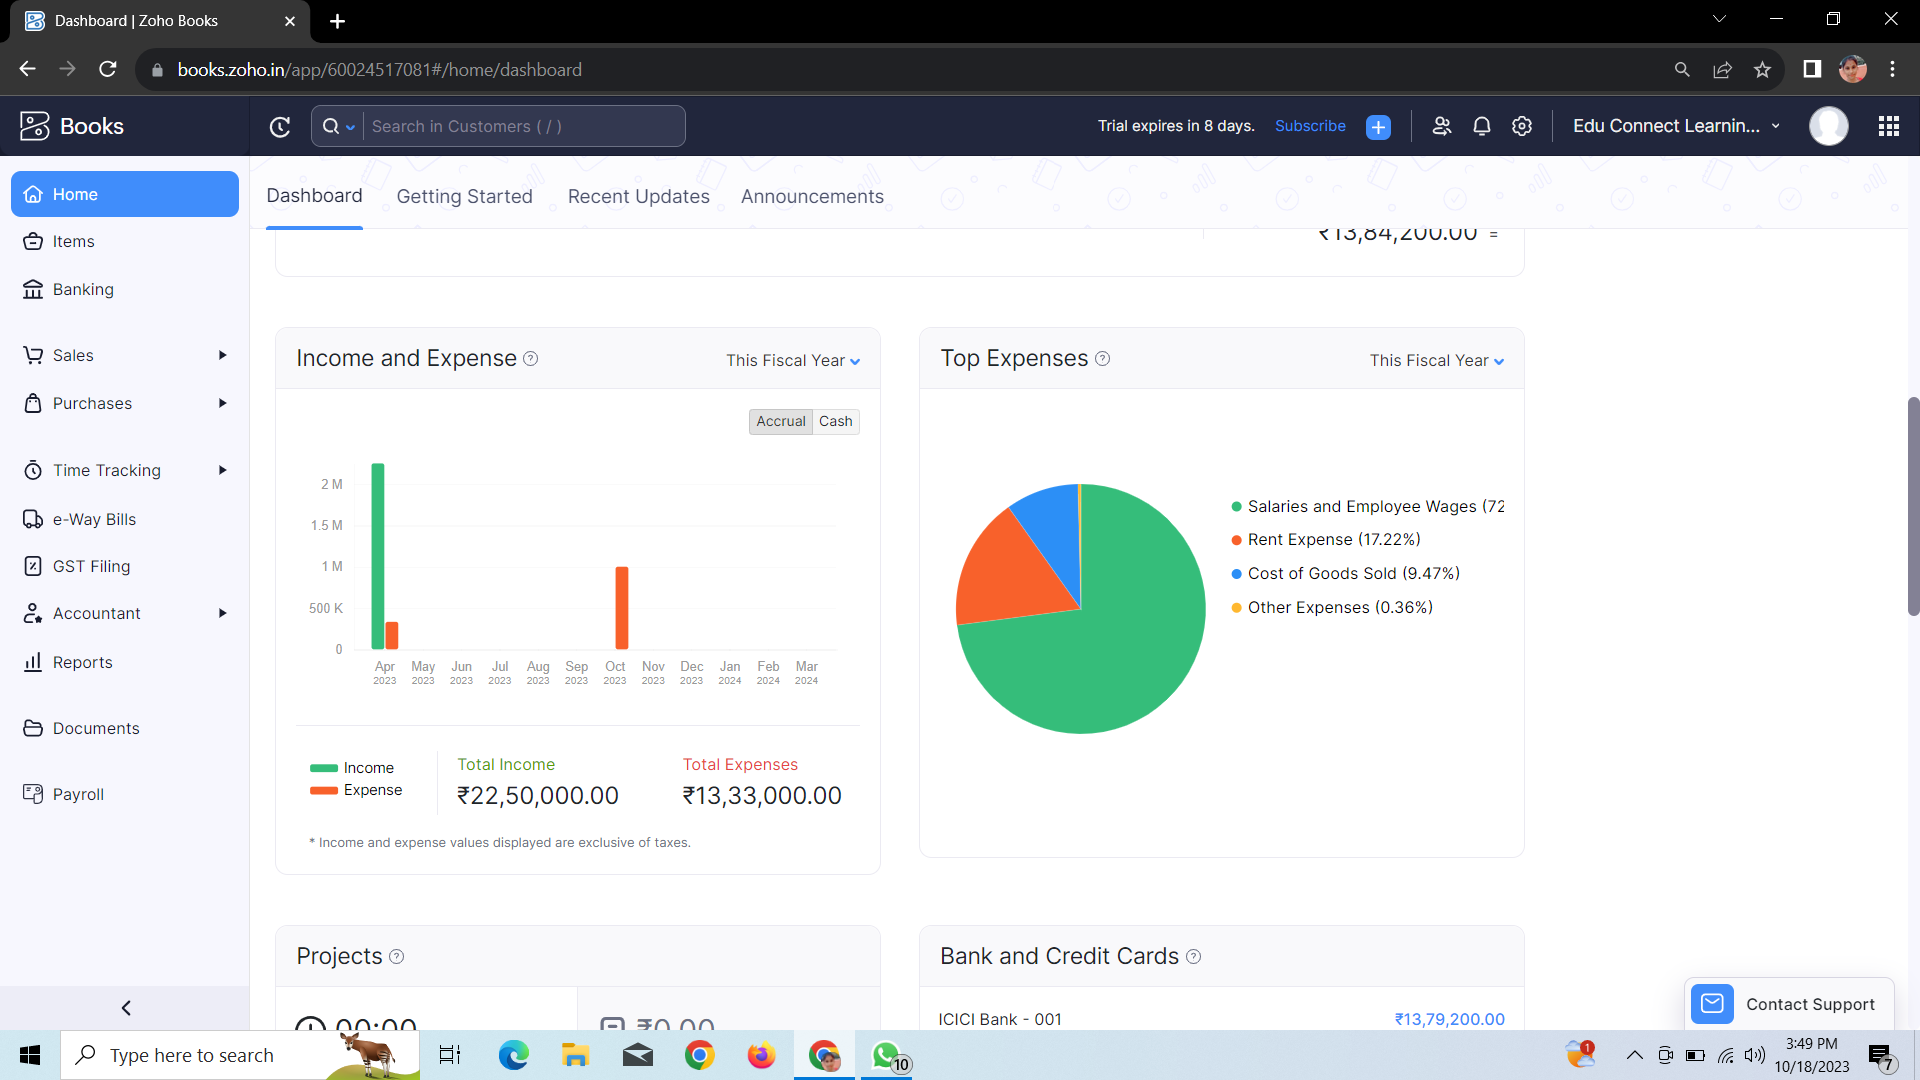 Dashboard | Zoho Books
books.zoho.in/app/60024517081#/home/dashboard
Books
Search in Customers ( / )
Trial expires in 8 days.
Subscribe
Edu Connect Learnin...
Home
Items
Banking
Sales
Purchases
Time Tracking
e-Way Bills
GST Filing
Accountant
Reports
Documents
Payroll
Dashboard
Getting Started
Recent Updates
Announcements
₹13,84,200.00 =
Income and Expense
This Fiscal Year
Accrual
Cash
2 M
1.5 M
1 M
500 K
0
Apr May Jun Jul Aug Sep Oct Nov Dec Jan Feb Mar
2023 2023 2023 2023 2023 2023 2023 2023 2023 2024 2024 2024
Income
Expense
Total Income
₹22,50,000.00
Total Expenses
₹13,33,000.00
* Income and expense values displayed are exclusive of taxes.
Top Expenses
This Fiscal Year
Salaries and Employee Wages (72
Rent Expense (17.22%)
Cost of Goods Sold (9.47%)
Other Expenses (0.36%)
Projects
00:00
₹0.00
Bank and Credit Cards
ICICI Bank - 001
₹13,79,200.00
Contact Support
Type here to search
10
1
3:49 PM
10/18/2023
7